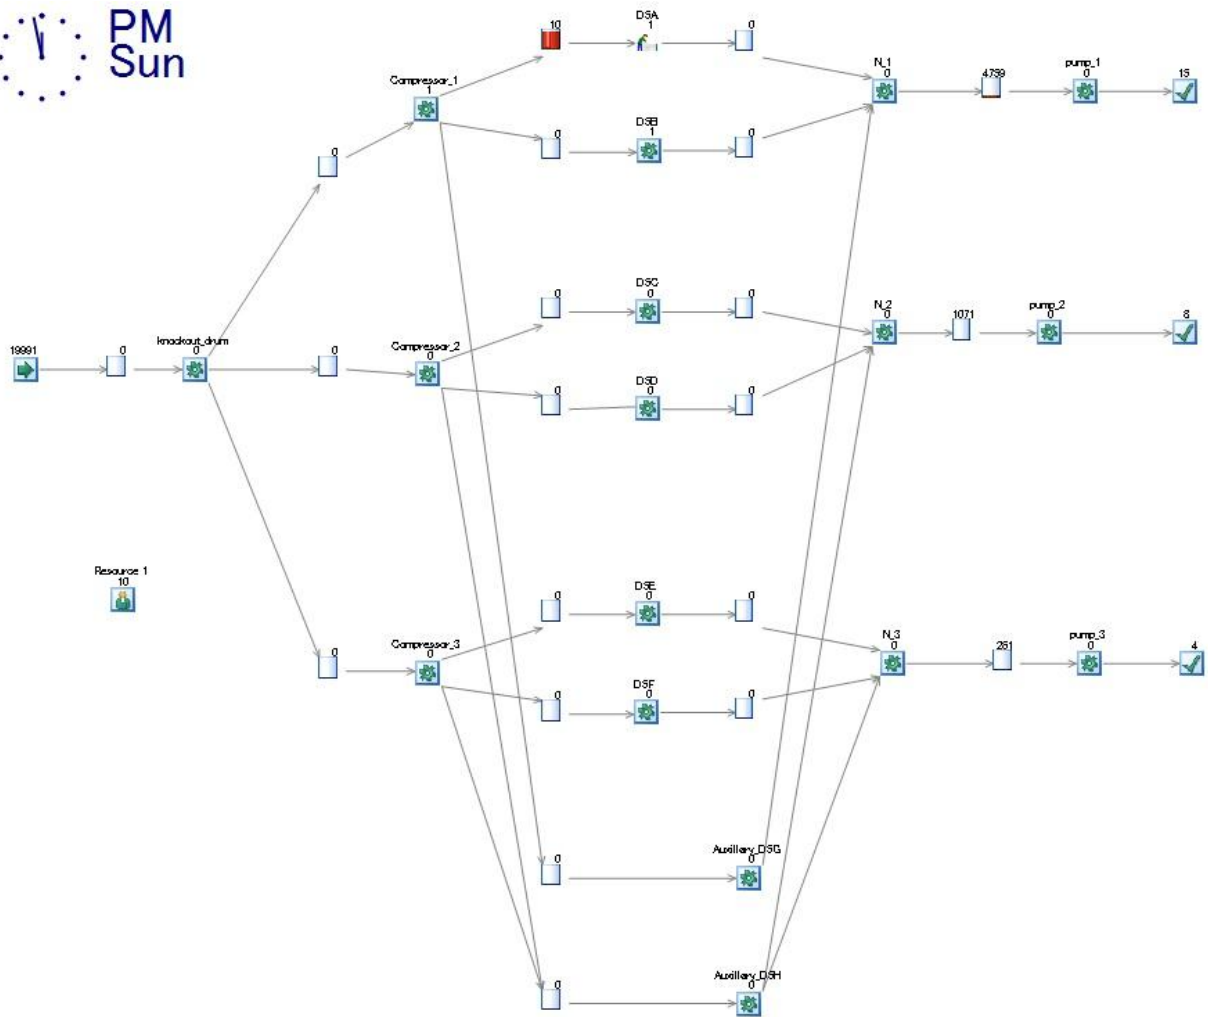 PM
Sun
10
DSA
1
0
Compressor_1
1
N_1
0
4759
pump_1
0
15
0
DSB
1
0
0
0
DSC
0
0
N_2
0
1071
pump_2
0
8
19991
0
knockout_drum
0
0
Compressor_2
0
0
DSD
0
0
Resource 1
10
0
DSE
0
0
Compressor_3
0
0
N_3
0
261
pump_3
0
4
0
DSF
0
0
0
Auxillery_DSG
0
0
Auxillery_DSH
0